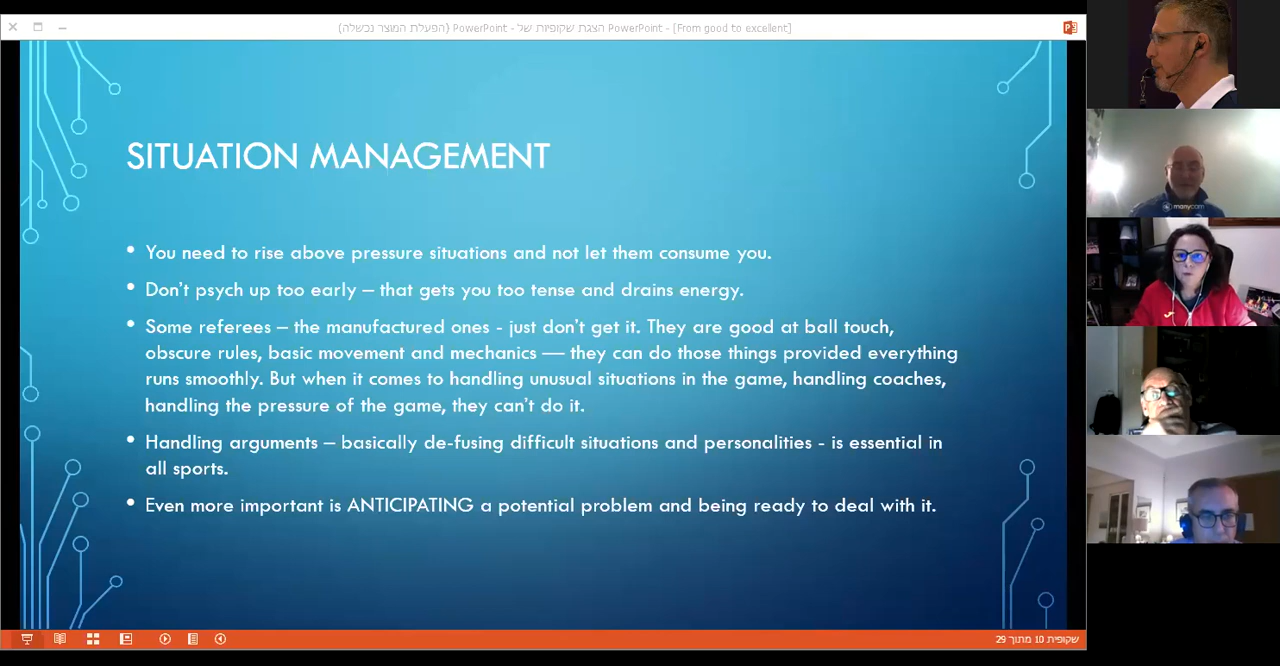 [From good to excellent] - PowerPoint הצגת שקופיות של - PowerPoint (הפעלת המוצר נכשלה)
SITUATION MANAGEMENT
• You need to rise above pressure situations and not let them consume you.
• Don't psych up too early – that gets you too tense and drains energy.
• Some referees – the manufactured ones - just don't get it. They are good at ball touch,
obscure rules, basic movement and mechanics — they can do those things provided everything
runs smoothly. But when it comes to handling unusual situations in the game, handling coaches,
handling the pressure of the game, they can't do it.
• Handling arguments – basically de-fusing difficult situations and personalities - is essential in
all sports.
• Even more important is ANTICIPATING a potential problem and being ready to deal with it.
שקופית 10 מתוך 29
manycam